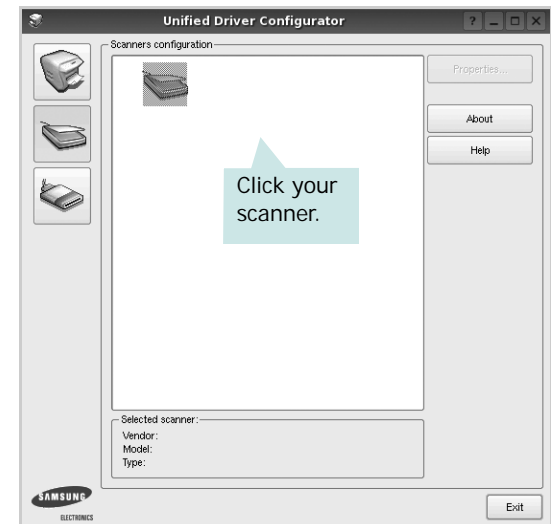 Unified Driver Configurator
Scanners configuration
Properties...
About
Help
Click your
scanner.
Selected scanner:
Vendor:
Model:
Type:
SAMSUNG
ELECTRONICS
Exit